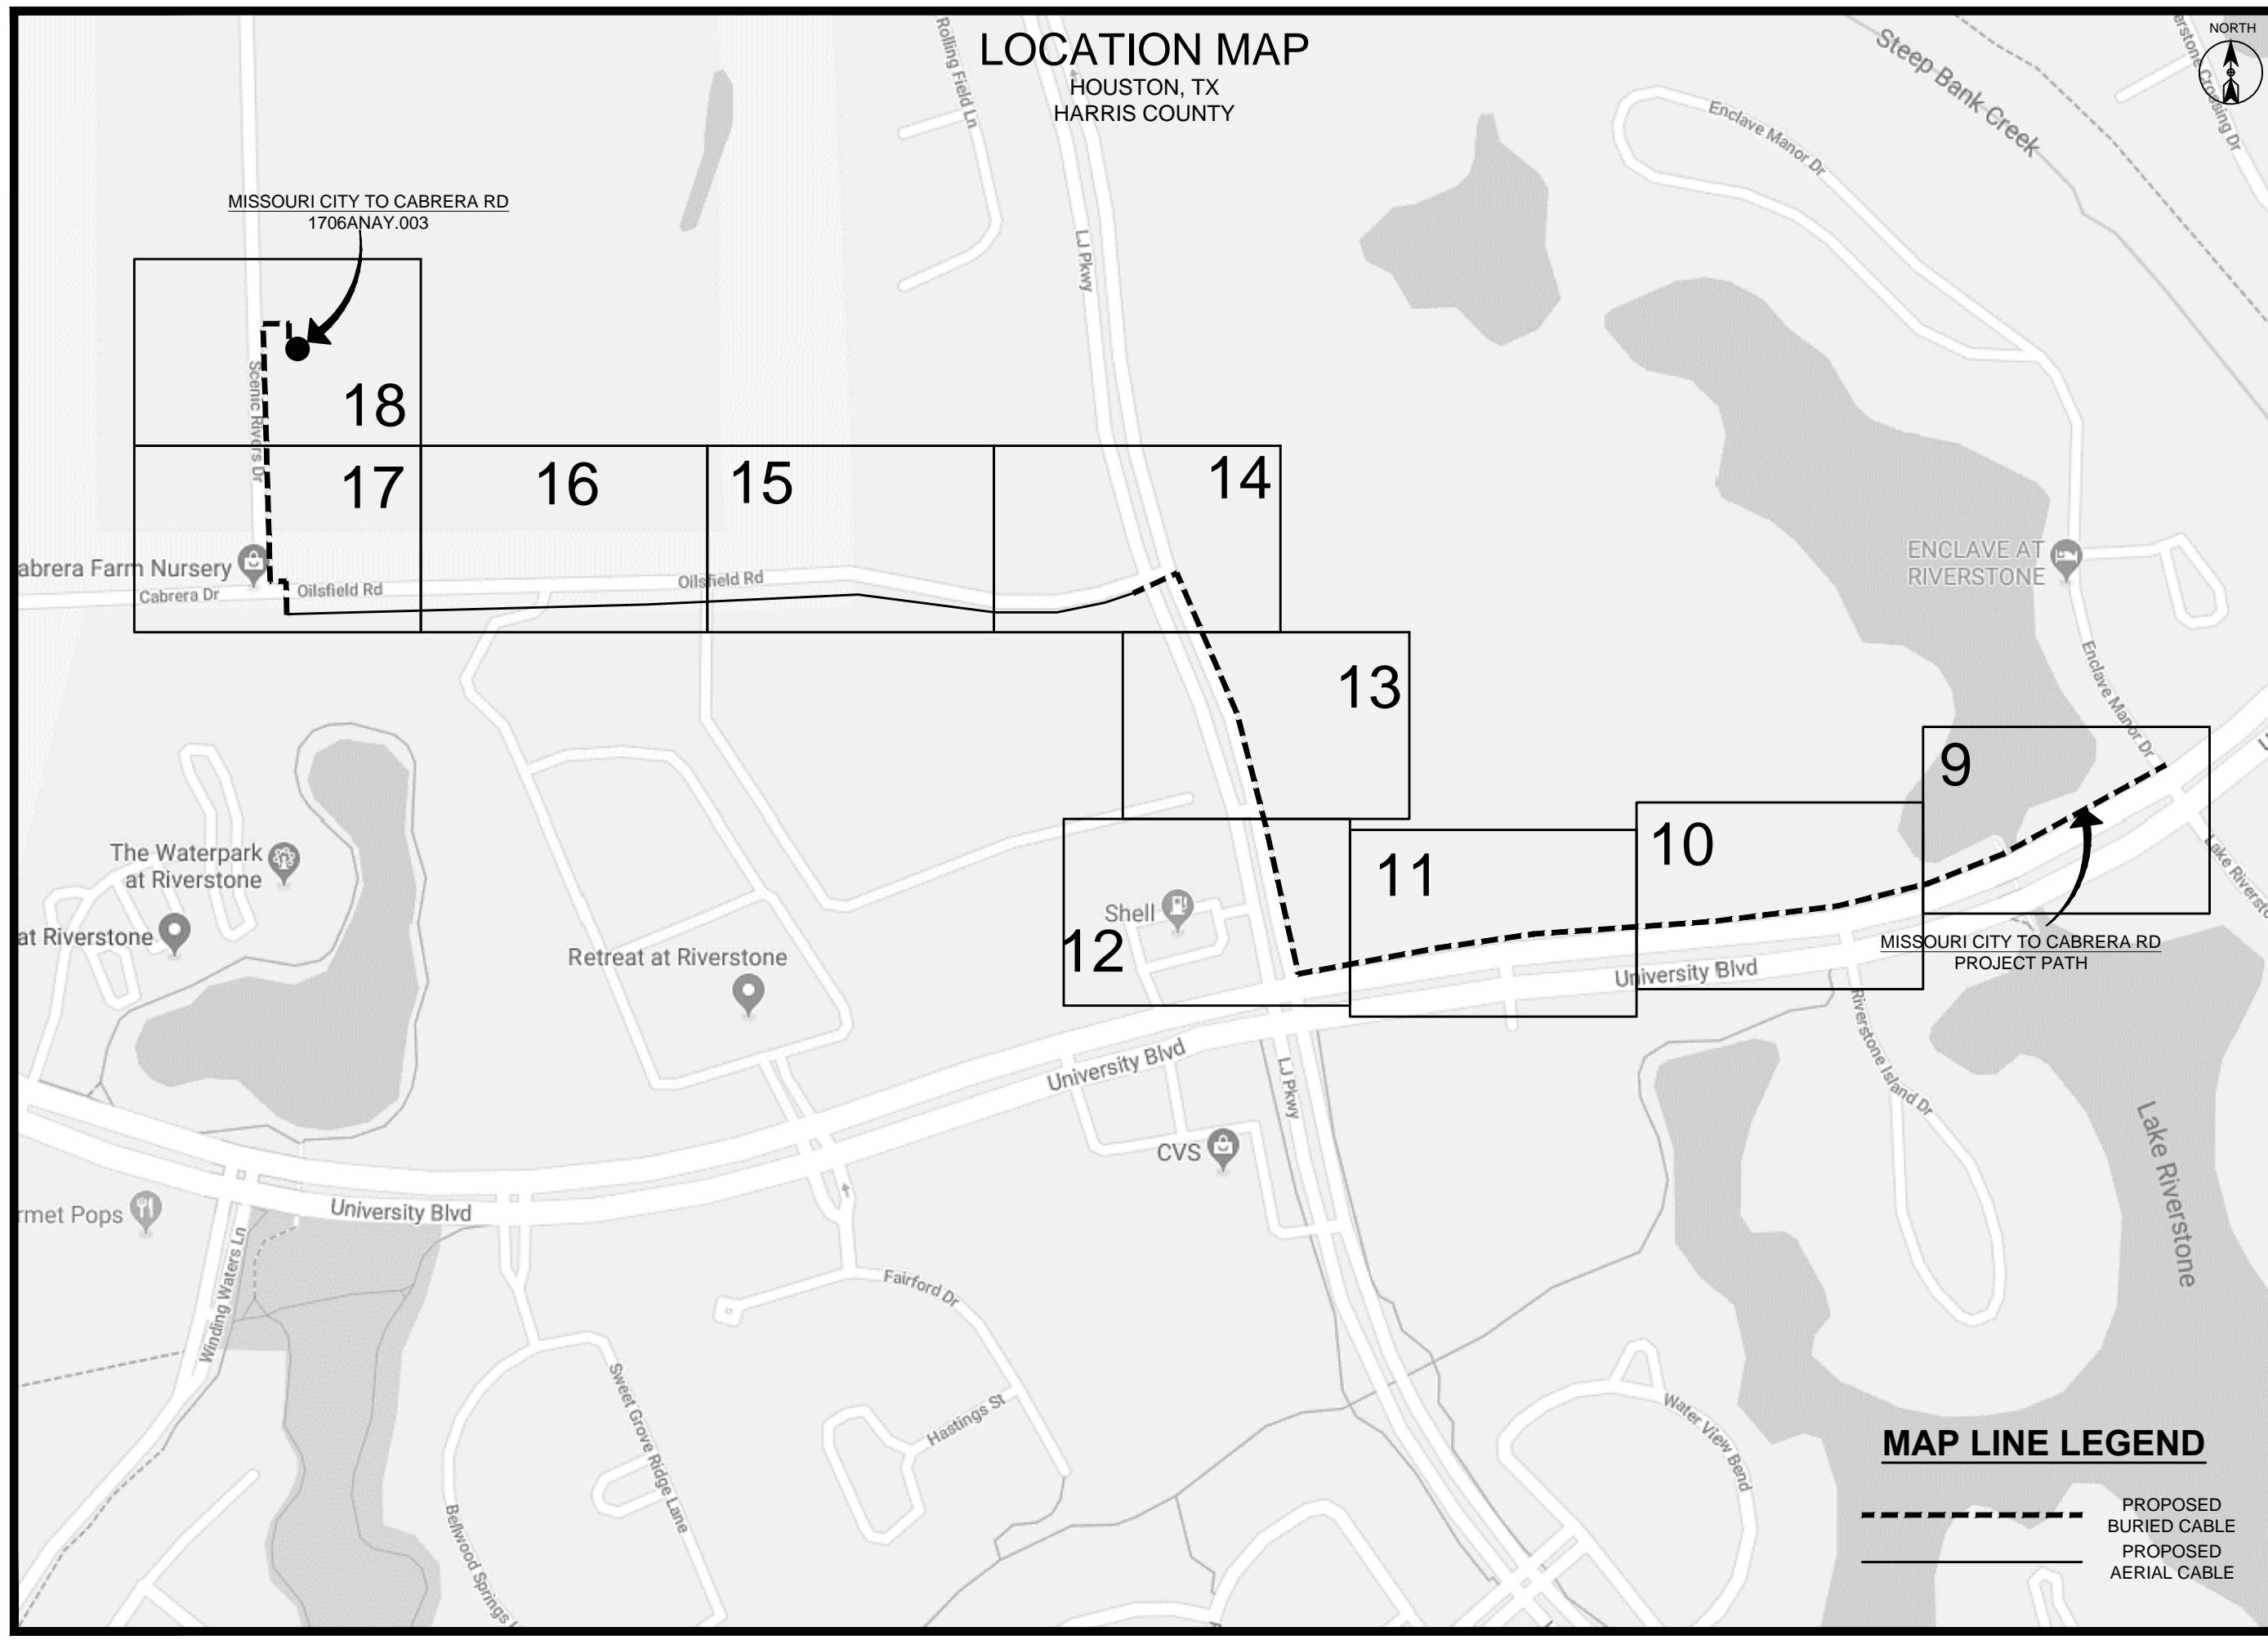 LOCATION MAP
HOUSTON, TX
HARRIS COUNTY
NORTH
Rolling Field Ln
Steep Bank Creek
Enclave Manor Dr
Crossing Dr
MISSOURI CITY TO CABRERA RD
1706ANAY.003
LJ Pkwy
18
Scenic Rivers Dr
17
16
15
14
abrera Farm Nursery
Cabrera Dr
Oilsfield Rd
Oilsfield Rd
ENCLAVE AT
RIVERSTONE
Enclave Manor Dr
13
9
10
11
12
The Waterpark
at Riverstone
at Riverstone
Shell
Retreat at Riverstone
Lake Riversto
MISSOURI CITY TO CABRERA RD
PROJECT PATH
University Blvd
Riverstone Island Dr
University Blvd
LJ Pkwy
CVS
Lake Riverstone
rmet Pops
University Blvd
Winding Waters Ln
Fairford Dr
Hastings St
Sweet Grove Ridge Lane
Bellwood Springs
Water View Bend
MAP LINE LEGEND
PROPOSED
BURIED CABLE
PROPOSED
AERIAL CABLE